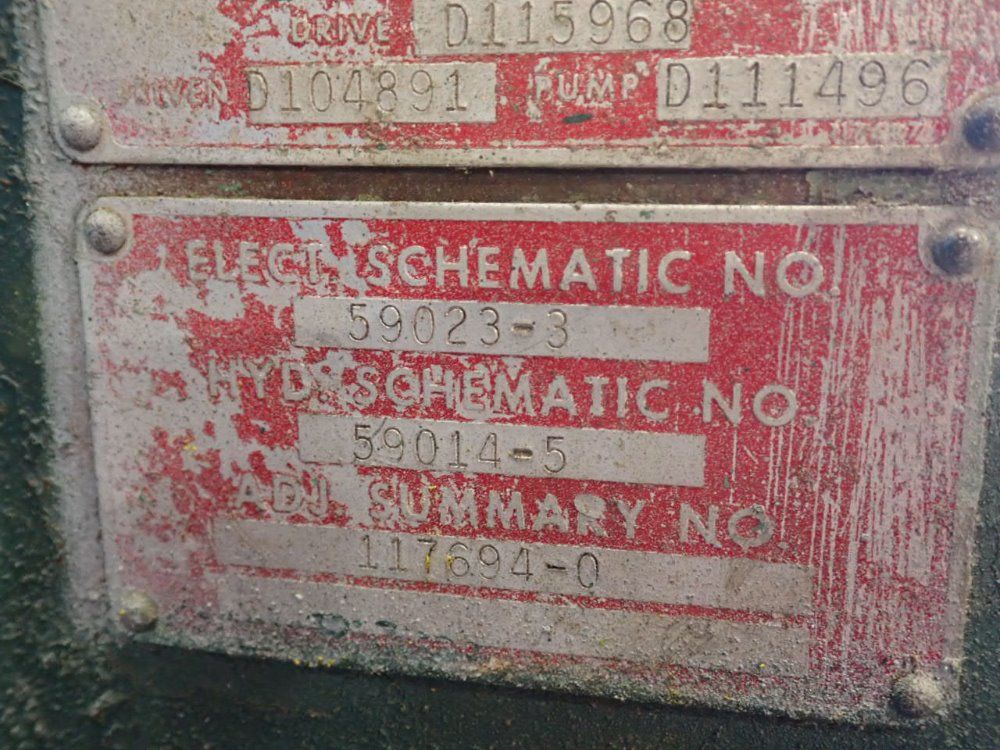 DRIVE D115968
DRIVEN D104891 PUMP D111496
ELECT. SCHEMATIC NO.
59023-3
HYD. SCHEMATIC NO.
59014-5
ADJ. SUMMARY NO.
117694-0